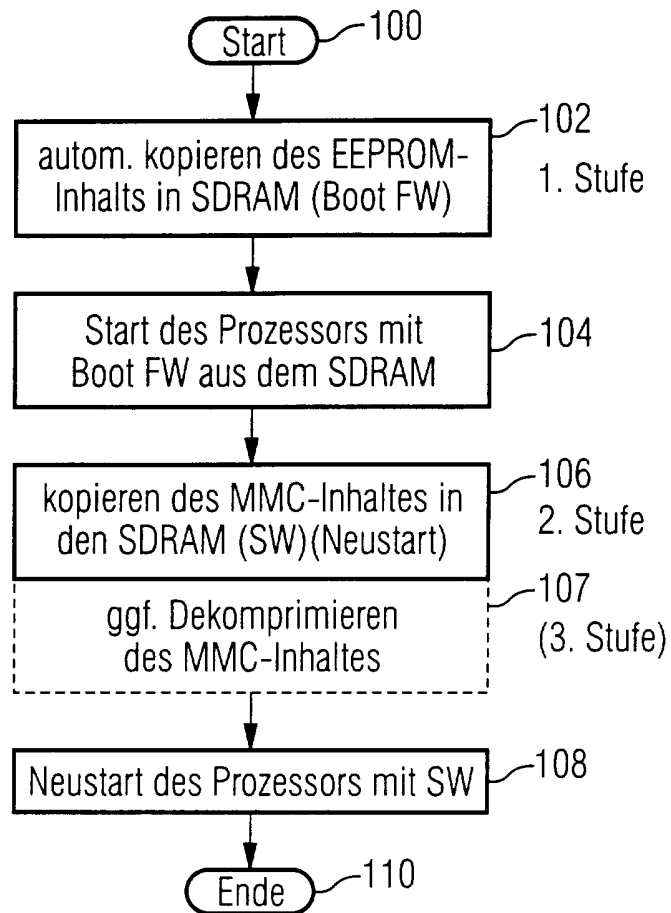 Start
100
autom. kopieren des EEPROM-
Inhalts in SDRAM (Boot FW)
102
1. Stufe
Start des Prozessors mit
Boot FW aus dem SDRAM
104
kopieren des MMC-Inhaltes in
den SDRAM (SW)(Neustart)
106
2. Stufe
ggf. Dekomprimieren
des MMC-Inhaltes
107
(3. Stufe)
Neustart des Prozessors mit SW
108
Ende
110